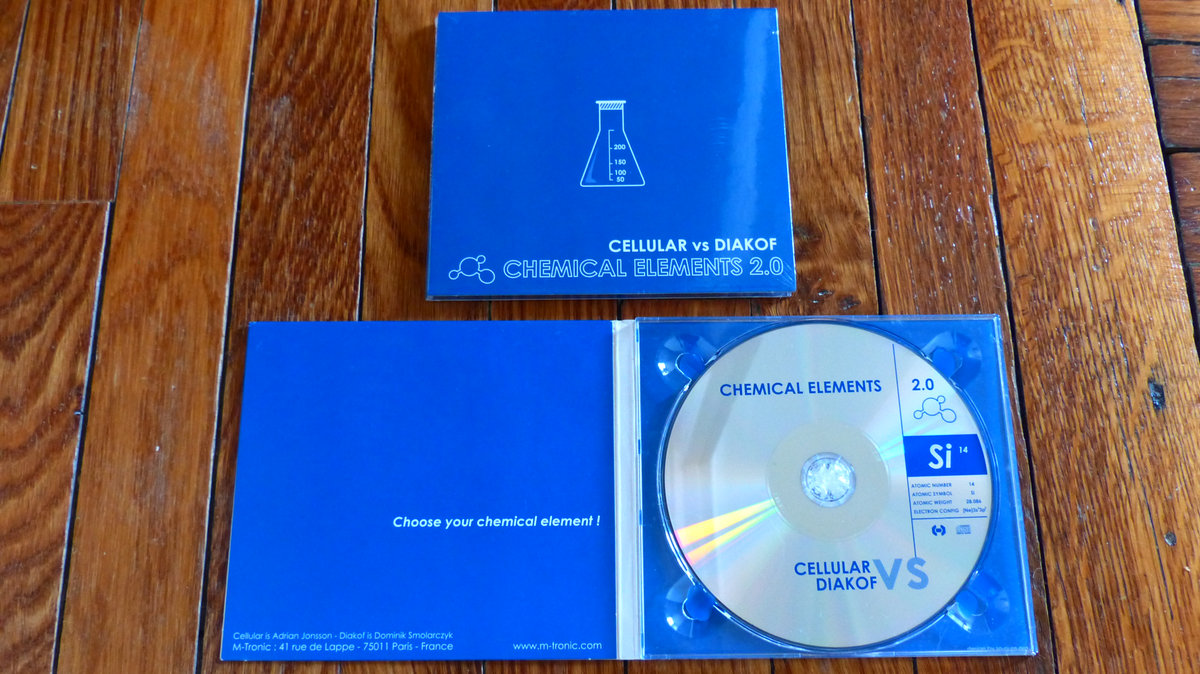 200
150
100
50
CELLULAR vs DIAKOF
CHEMICAL ELEMENTS 2.0
Choose your chemical element !
Cellular is Adrian Jonsson - Diakof is Dominik Smolarczyk
M-Tronic : 41 rue de Lappe - 75011 Paris - France
www.m-tronic.com
CHEMICAL ELEMENTS
2.0
Si 14
ATOMIC NUMBER 14
ATOMIC SYMBOL Si
ATOMIC WEIGHT 28.086
ELECTRON CONFIG
CELLULAR
DIAKOF
VS